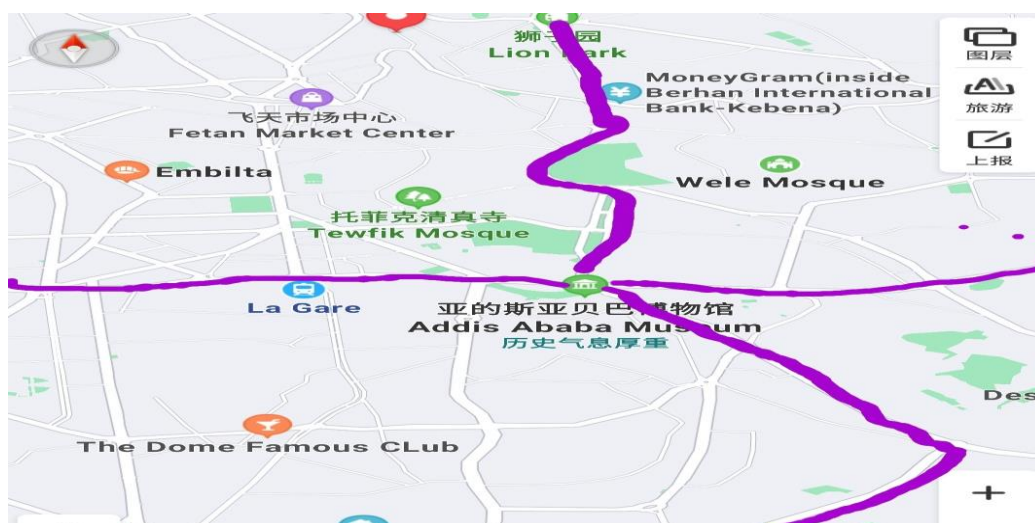 狮子园
Lion Park
图层
旅游
上报
MoneyGram(inside
Berhan International
Bank-Kebena)
飞天市场中心
Fetan Market Center
Embilta
Wele Mosque
托菲克清真寺
Tewfik Mosque
La Gare
亚的斯亚贝巴博物馆
Addis Ababa Museum
历史气息厚重
Des
The Dome Famous CLub